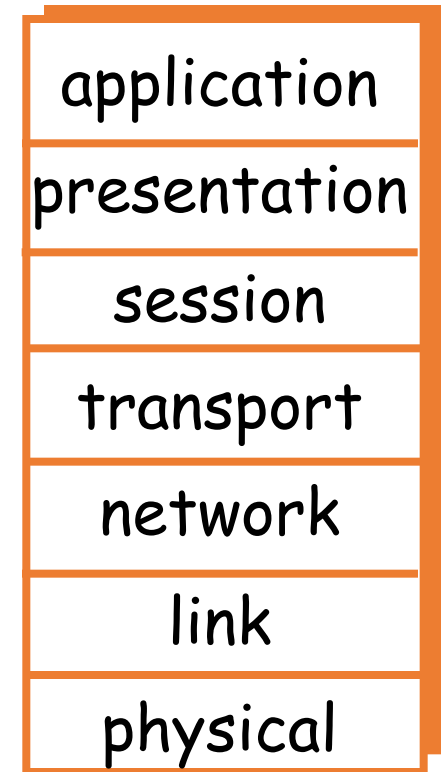 application
presentation
session
transport
network
link
physical